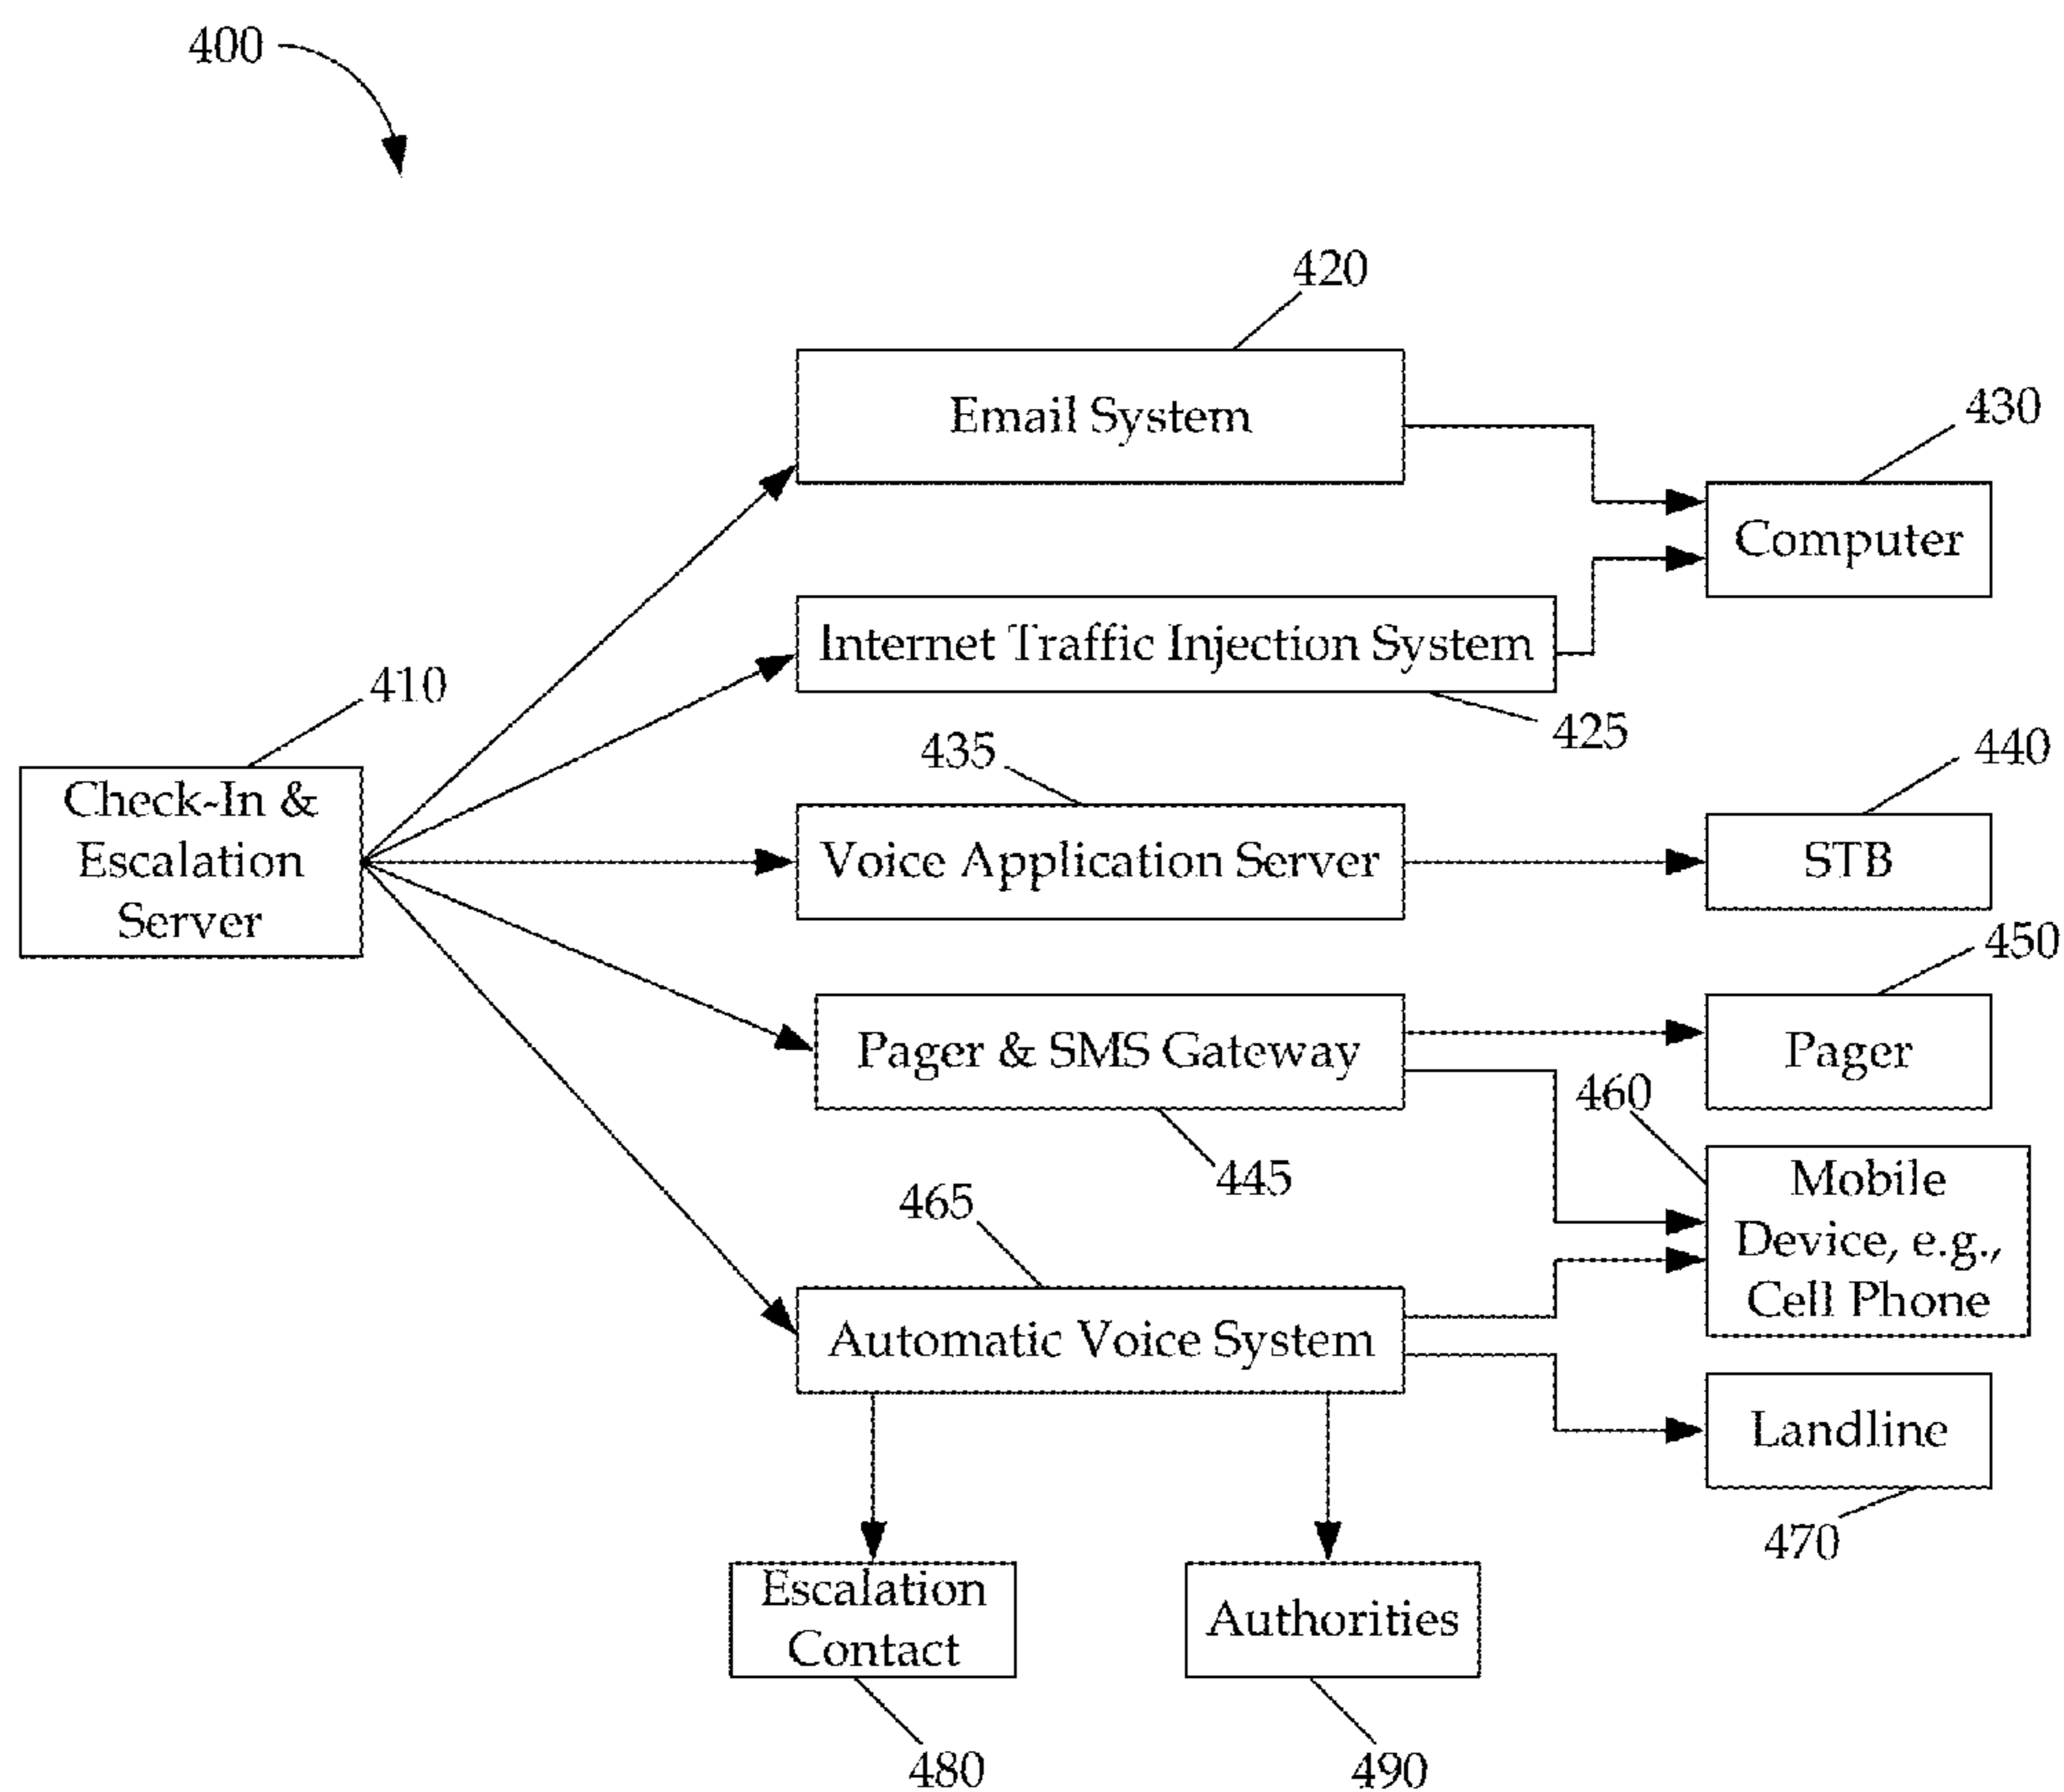 400
420
Email System
430
Computer
Internet Traffic Injection System
425
410
Check-In &
Escalation
Server
435
Voice Application Server
440
STB
450
Pager & SMS Gateway
445
Pager
460
Mobile
Device, e.g.,
Cell Phone
465
Automatic Voice System
Landline
470
Escalation
Contact
480
Authorities
490